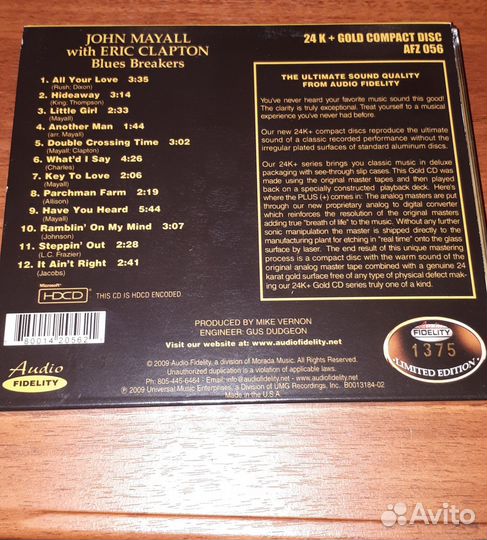 JOHN MAYALL
with ERIC CLAPTON
Blues Breakers
24 K + GOLD COMPACT DISC
AFZ 056
1. All Your Love 3:35
(Rush; Dixon)
2. Hideaway 3:14
(King; Thompson)
3. Little Girl 2:33
(Mayall)
4. Another Man 1:44
(arr. Mayall)
5. Double Crossing Time 3:02
(Mayall; Clapton)
6. What'd I Say 4:26
(Charles)
7. Key To Love 2:06
(Mayall)
8. Parchman Farm 2:19
(Allison)
9. Have You Heard 5:44
(Mayall)
10. Ramblin' On My Mind 3:07
(Johnson)
11. Steppin' Out 2:28
(L.C. Frazier)
12. It Ain't Right 2:41
(Jacobs)
THE ULTIMATE SOUND QUALITY
FROM AUDIO FIDELITY
You've never heard your favorite music sound this good!
The clarity is truly exceptional. Treat yourself to a musical
experience you've never had before.
Our new 24K+ compact discs reproduce the ultimate
sound of a classic recorded performance without the
irregular plated surfaces of standard aluminum discs.
Our 24K+ series brings you classic music in deluxe
packaging with see-through slip cases. This Gold CD was
made using the original master tapes and then played
back on a specially constructed playback deck. Here's
where the PLUS (+) comes in: The analog masters are put
through our new proprietary analog to digital converter
which reinforces the resolution of the original masters
adding true "breath of life" to the music. Without any further
sonic manipulation the master is shipped directly to the
manufacturing plant for etching in "real time" onto the glass
surface by laser. The end result of this unique mastering
process is a compact disc with the warm sound of the
original analog master tape combined with a genuine 24
karat gold surface free of any type of physical defect mak-
ing our 24K+ Gold CD series truly one of a kind.
Microsoft
HDCD
THIS CD IS HDCD ENCODED.
80014 20562
PRODUCED BY MIKE VERNON
ENGINEER GUS DUDGEON
Visit our website at: www.audiofidelity.net
Audio
FIDELITY
© 2009 Audio Fidelity, a division of Morada Music. All Rights Reserved.
Unauthorized duplication is a violation of applicable laws.
Ph: 805-445-6464 - Email: info@audiofidelity.net - www.audiofidelity.net
℗ 2009 Universal Music Enterprises, a Division of UMG Recordings, Inc. B0013184-02
Made in the U.S.A.
Audio
FIDELITY
1375
LIMITED EDITION
Avito